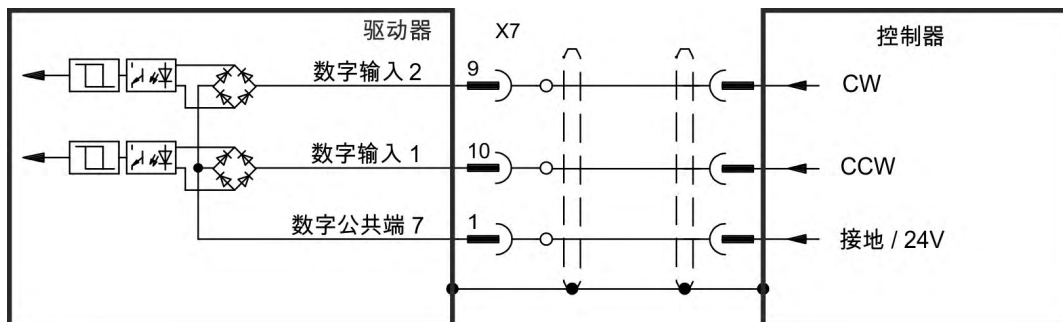 驱动器
X7
控制器
数字输入 2
9
CW
数字输入 1
10
CCW
数字公共端 7
1
接地 / 24V